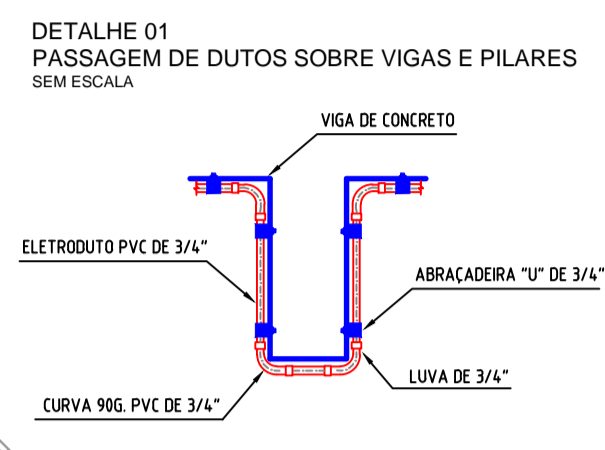 DETALHE 01
PASSAGEM DE DUTOS SOBRE VIGAS E PILARES
SEM ESCALA
VIGA DE CONCRETO
ELETRODUTO PVC DE 3/4"
ABRAÇADEIRA "U" DE 3/4"
LUVA DE 3/4"
CURVA 90G. PVC DE 3/4"